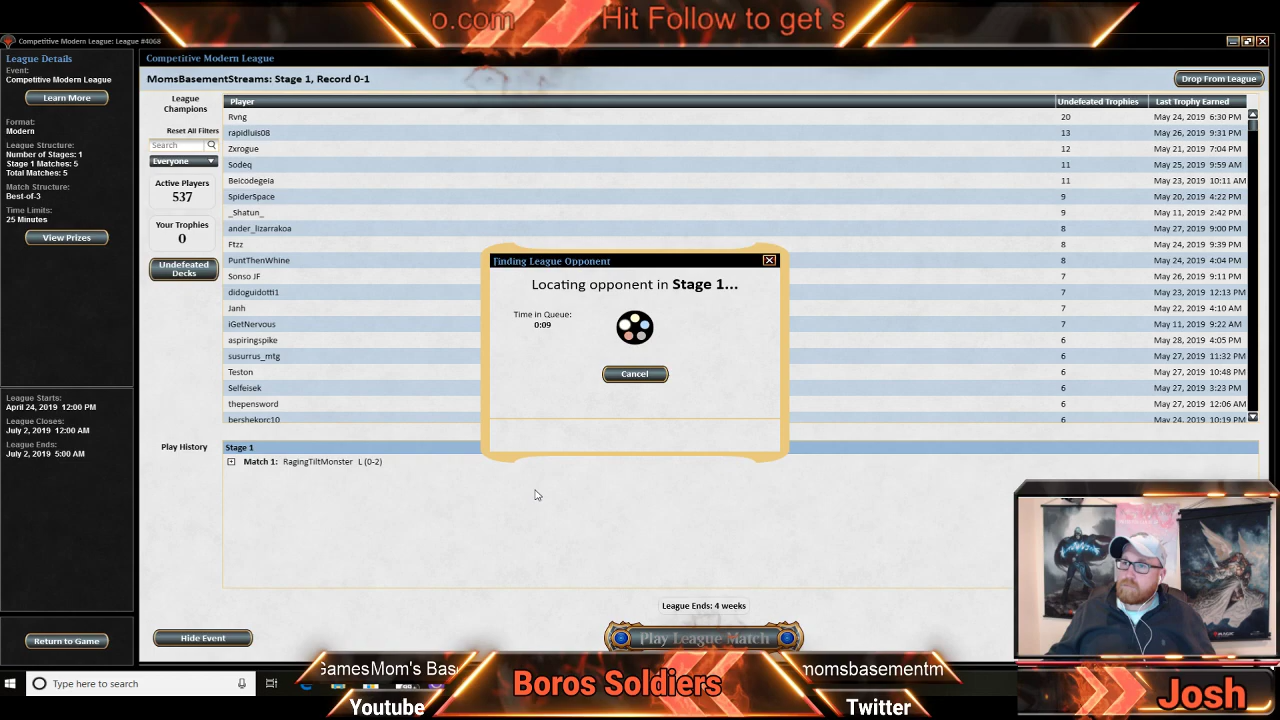 ɔ.com Hit Follow to get s
Competitive Modern League: League #4068
League Details
Event:
Competitive Modern League
Learn More
Format:
Modern
League Structure:
Number of Stages: 1
Stage 1 Matches: 5
Total Matches: 5
Match Structure:
Best-of-3
Time Limits:
25 Minutes
View Prizes
League Starts:
April 24, 2019 12:00 PM
League Closes:
July 2, 2019 12:00 AM
League Ends:
July 2, 2019 5:00 AM
Return to Game
Competitive Modern League
MomsBasementStreams: Stage 1, Record 0-1
Drop From League
League
Champions
Reset All Filters
Search
Everyone
Active Players
537
Your Trophies
0
Undefeated
Decks
Player Undefeated Trophies Last Trophy Earned
Rvng 20 May 24, 2019 6:30 PM
rapidluis08 13 May 26, 2019 9:31 PM
Zxrogue 12 May 21, 2019 7:04 PM
Sodeq 11 May 25, 2019 9:59 AM
Beicodegeia 11 May 23, 2019 10:11 AM
SpiderSpace 9 May 20, 2019 4:22 PM
_Shatun_ 9 May 11, 2019 2:42 PM
ander_lizarrakoa 8 May 27, 2019 9:00 PM
Ftzz 8 May 24, 2019 9:39 PM
PuntThenWhine 8 May 24, 2019 4:04 PM
Sonso JF 7 May 26, 2019 9:11 PM
didoguidotti1 7 May 23, 2019 12:13 PM
Janh 7 May 22, 2019 4:10 AM
iGetNervous 7 May 11, 2019 9:22 AM
aspiringspike 6 May 28, 2019 4:05 PM
susurrus_mtg 6 May 27, 2019 11:32 PM
Teston 6 May 27, 2019 10:48 PM
Selfeisek 6 May 27, 2019 3:23 PM
thepensword 6 May 27, 2019 12:06 AM
bershekprc10 6 May 24, 2019 10:19 PM
Finding League Opponent
Locating opponent in Stage 1...
Time in Queue:
0:09
Cancel
Play History
Stage 1
Match 1: RagingTiltMonster L (0-2)
League Ends: 4 weeks
Hide Event
Play League Match
Type here to search
GamesMom's Bas
Youtube
Boros Soldiers
momsbasementm
Twitter
Josh